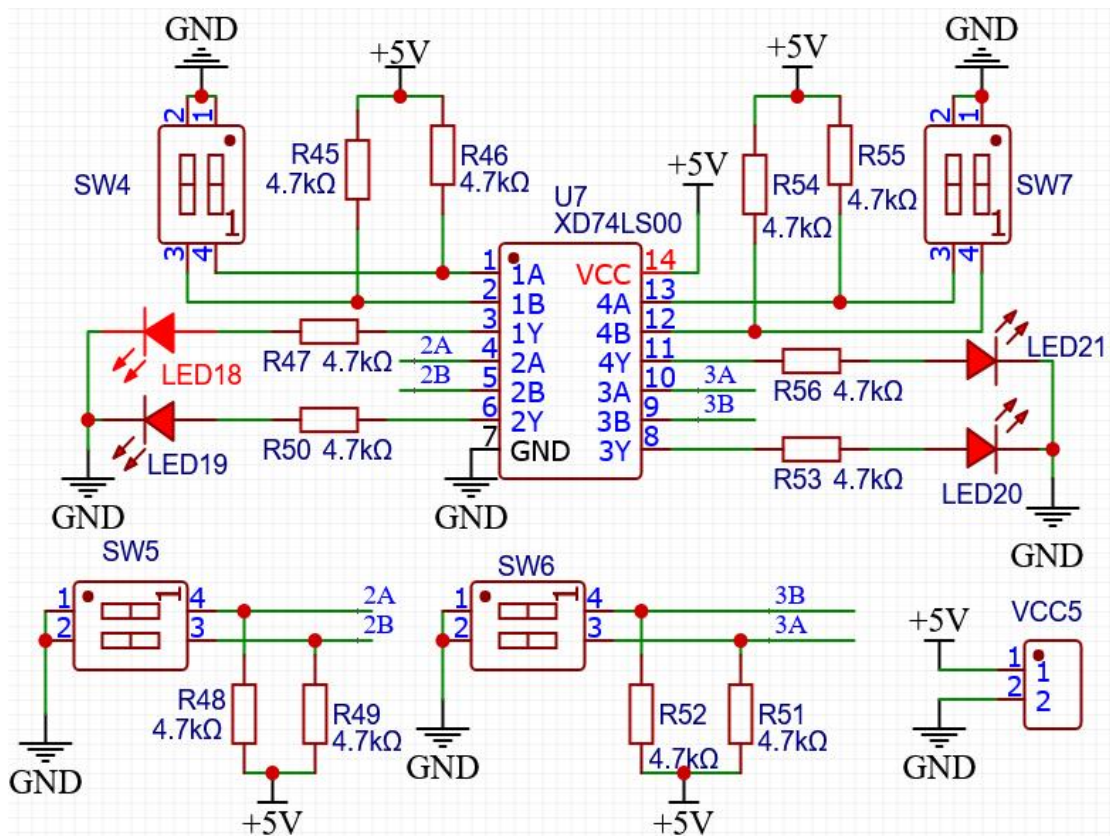 GND
+5V
+5V
GND
2 1
2 1
SW4
1
3 4
R45
4.7kΩ
R46
4.7kΩ
+5V
R54
4.7kΩ
R55
4.7kΩ
SW7
1
3 4
U7
XD74LS00
1 1A VCC 14
2 1B 4A 13
3 1Y 4B 12
4 2A 4Y 11
5 2B 3A 10
6 2Y 3B 9
7 GND 3Y 8
2A
2B
3A
3B
LED18
R47 4.7kΩ
LED19
R50 4.7kΩ
R56 4.7kΩ
LED21
R53 4.7kΩ
LED20
GND
GND
GND
SW5
1 1 4 2A
2 3 2B
R48
4.7kΩ
R49
4.7kΩ
GND
+5V
SW6
1 1 4 3B
2 3 3A
R52
4.7kΩ
R51
4.7kΩ
GND
+5V
VCC5
+5V
1 1
2 2
GND